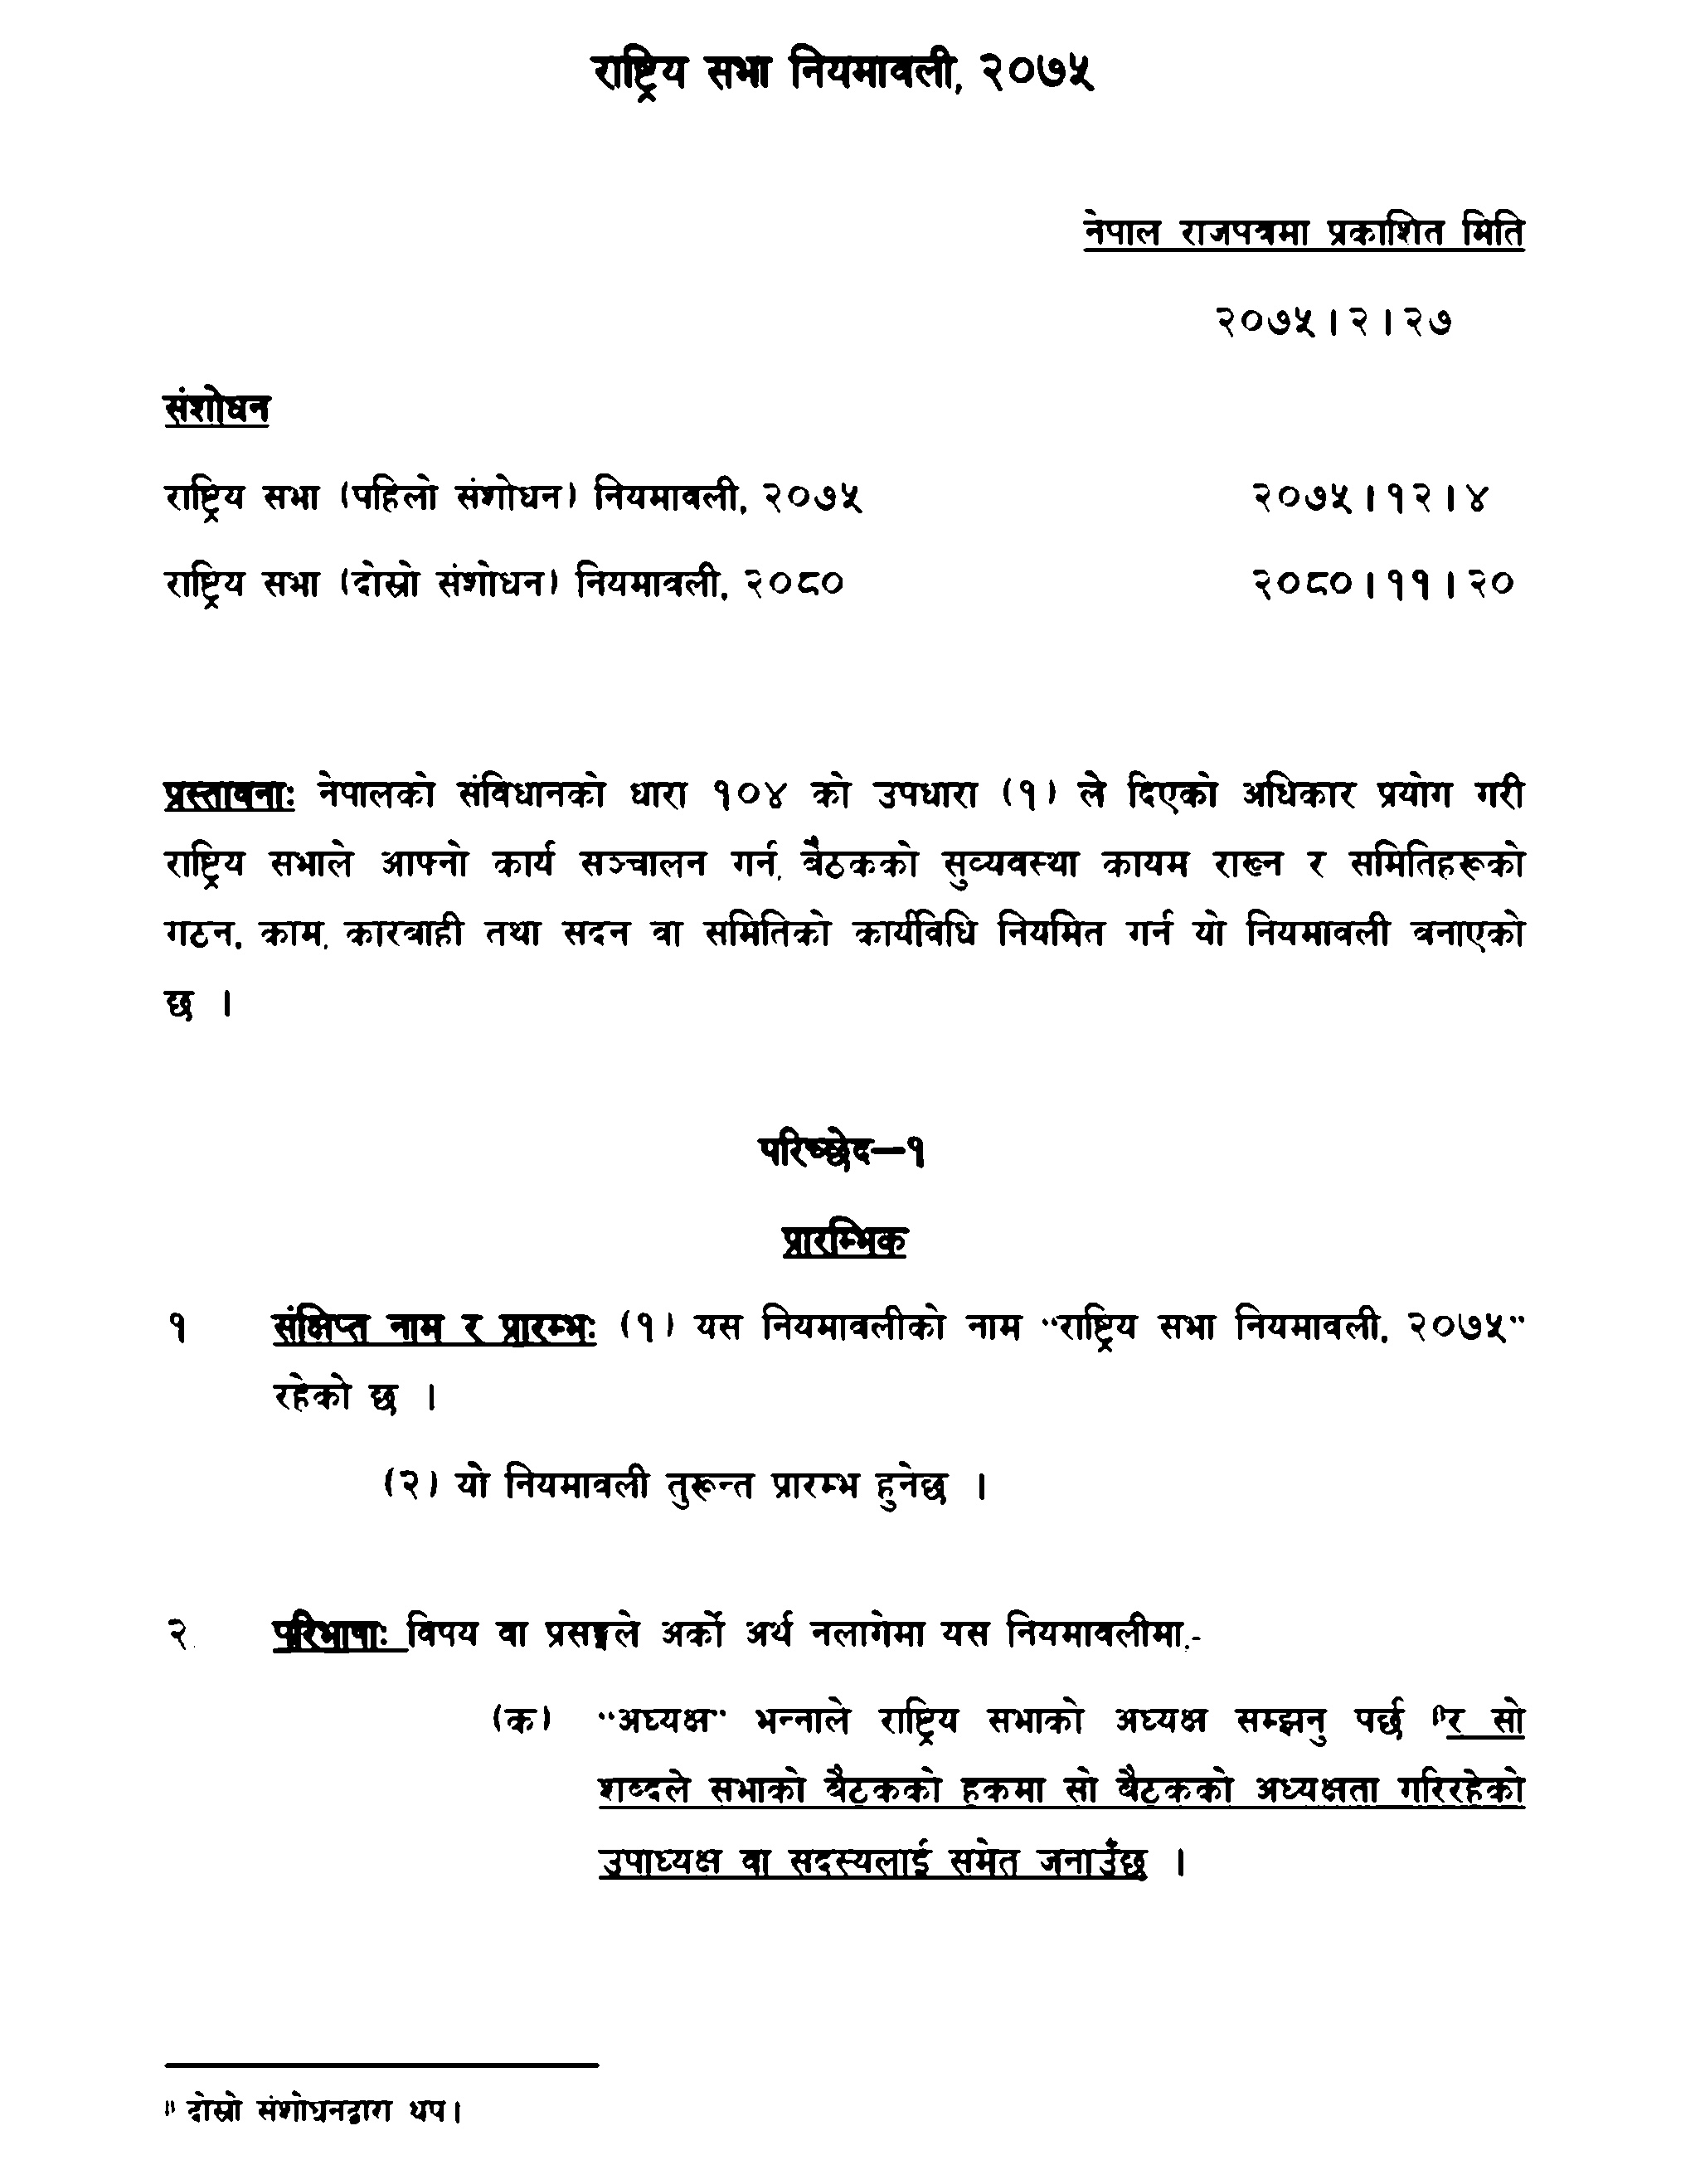 राष्ट्रिय सभा नियमावली, २०७५
नेपाल राजपत्रमा प्रकाशित मिति
२०७५।२।२७
संशोधन
राष्ट्रिय सभा (पहिलो संशोधन) नियमावली, २०७५ २०७५।१२।४
राष्ट्रिय सभा (दोस्रो संशोधन) नियमावली, २०८० २०८०।११।२०
प्रस्तावनाः नेपालको संविधानको धारा १०४ को उपधारा (१) ले दिएको अधिकार प्रयोग गरी
राष्ट्रिय सभाले आफ्नो कार्य सञ्चालन गर्न, बैठकको सुव्यवस्था कायम राख्न र समितिहरूको
गठन, काम, कारबाही तथा सदन वा समितिको कार्यविधि नियमित गर्न यो नियमावली बनाएको
छ ।
परिच्छेद–१
प्रारम्भिक
१ संक्षिप्त नाम र प्रारम्भः (१) यस नियमावलीको नाम "राष्ट्रिय सभा नियमावली, २०७५"
रहेको छ ।
(२) यो नियमावली तुरून्त प्रारम्भ हुनेछ ।
२. परिभाषाः विषय वा प्रसङ्गले अर्को अर्थ नलागेमा यस नियमावलीमा,-
(क) "अध्यक्ष" भन्नाले राष्ट्रिय सभाको अध्यक्ष सम्झनु पर्छ र सो
शब्दले सभाको बैठकको हकमा सो बैठकको अध्यक्षता गरिरहेको
उपाध्यक्ष वा सदस्यलाई समेत जनाउँछ ।
दोस्रो संशोधनद्वारा थप।